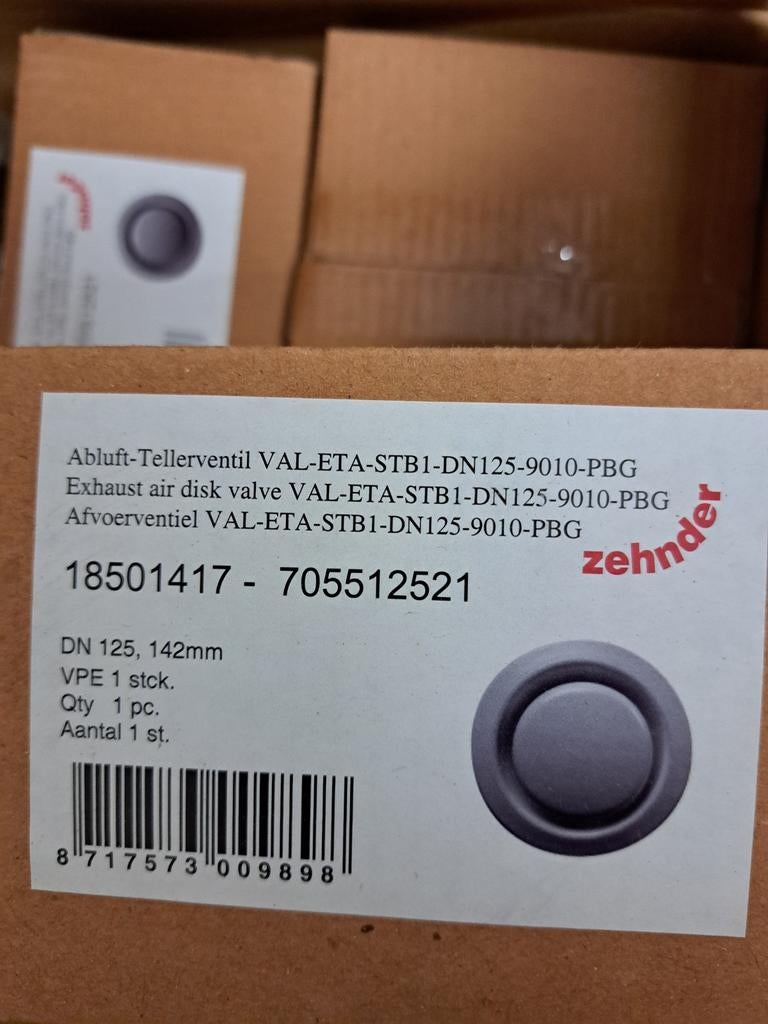 Abluft-Tellerventil VAL-ETA-STB1-DN125-9010-PBG
Exhaust air disk valve VAL-ETA-STB1-DN125-9010-PBG
Afvoerventiel VAL-ETA-STB1-DN125-9010-PBG
zehnder
18501417 - 705512521
DN 125, 142mm
VPE 1 stck.
Qty 1 pc.
Aantal 1 st.
8 717573 009898